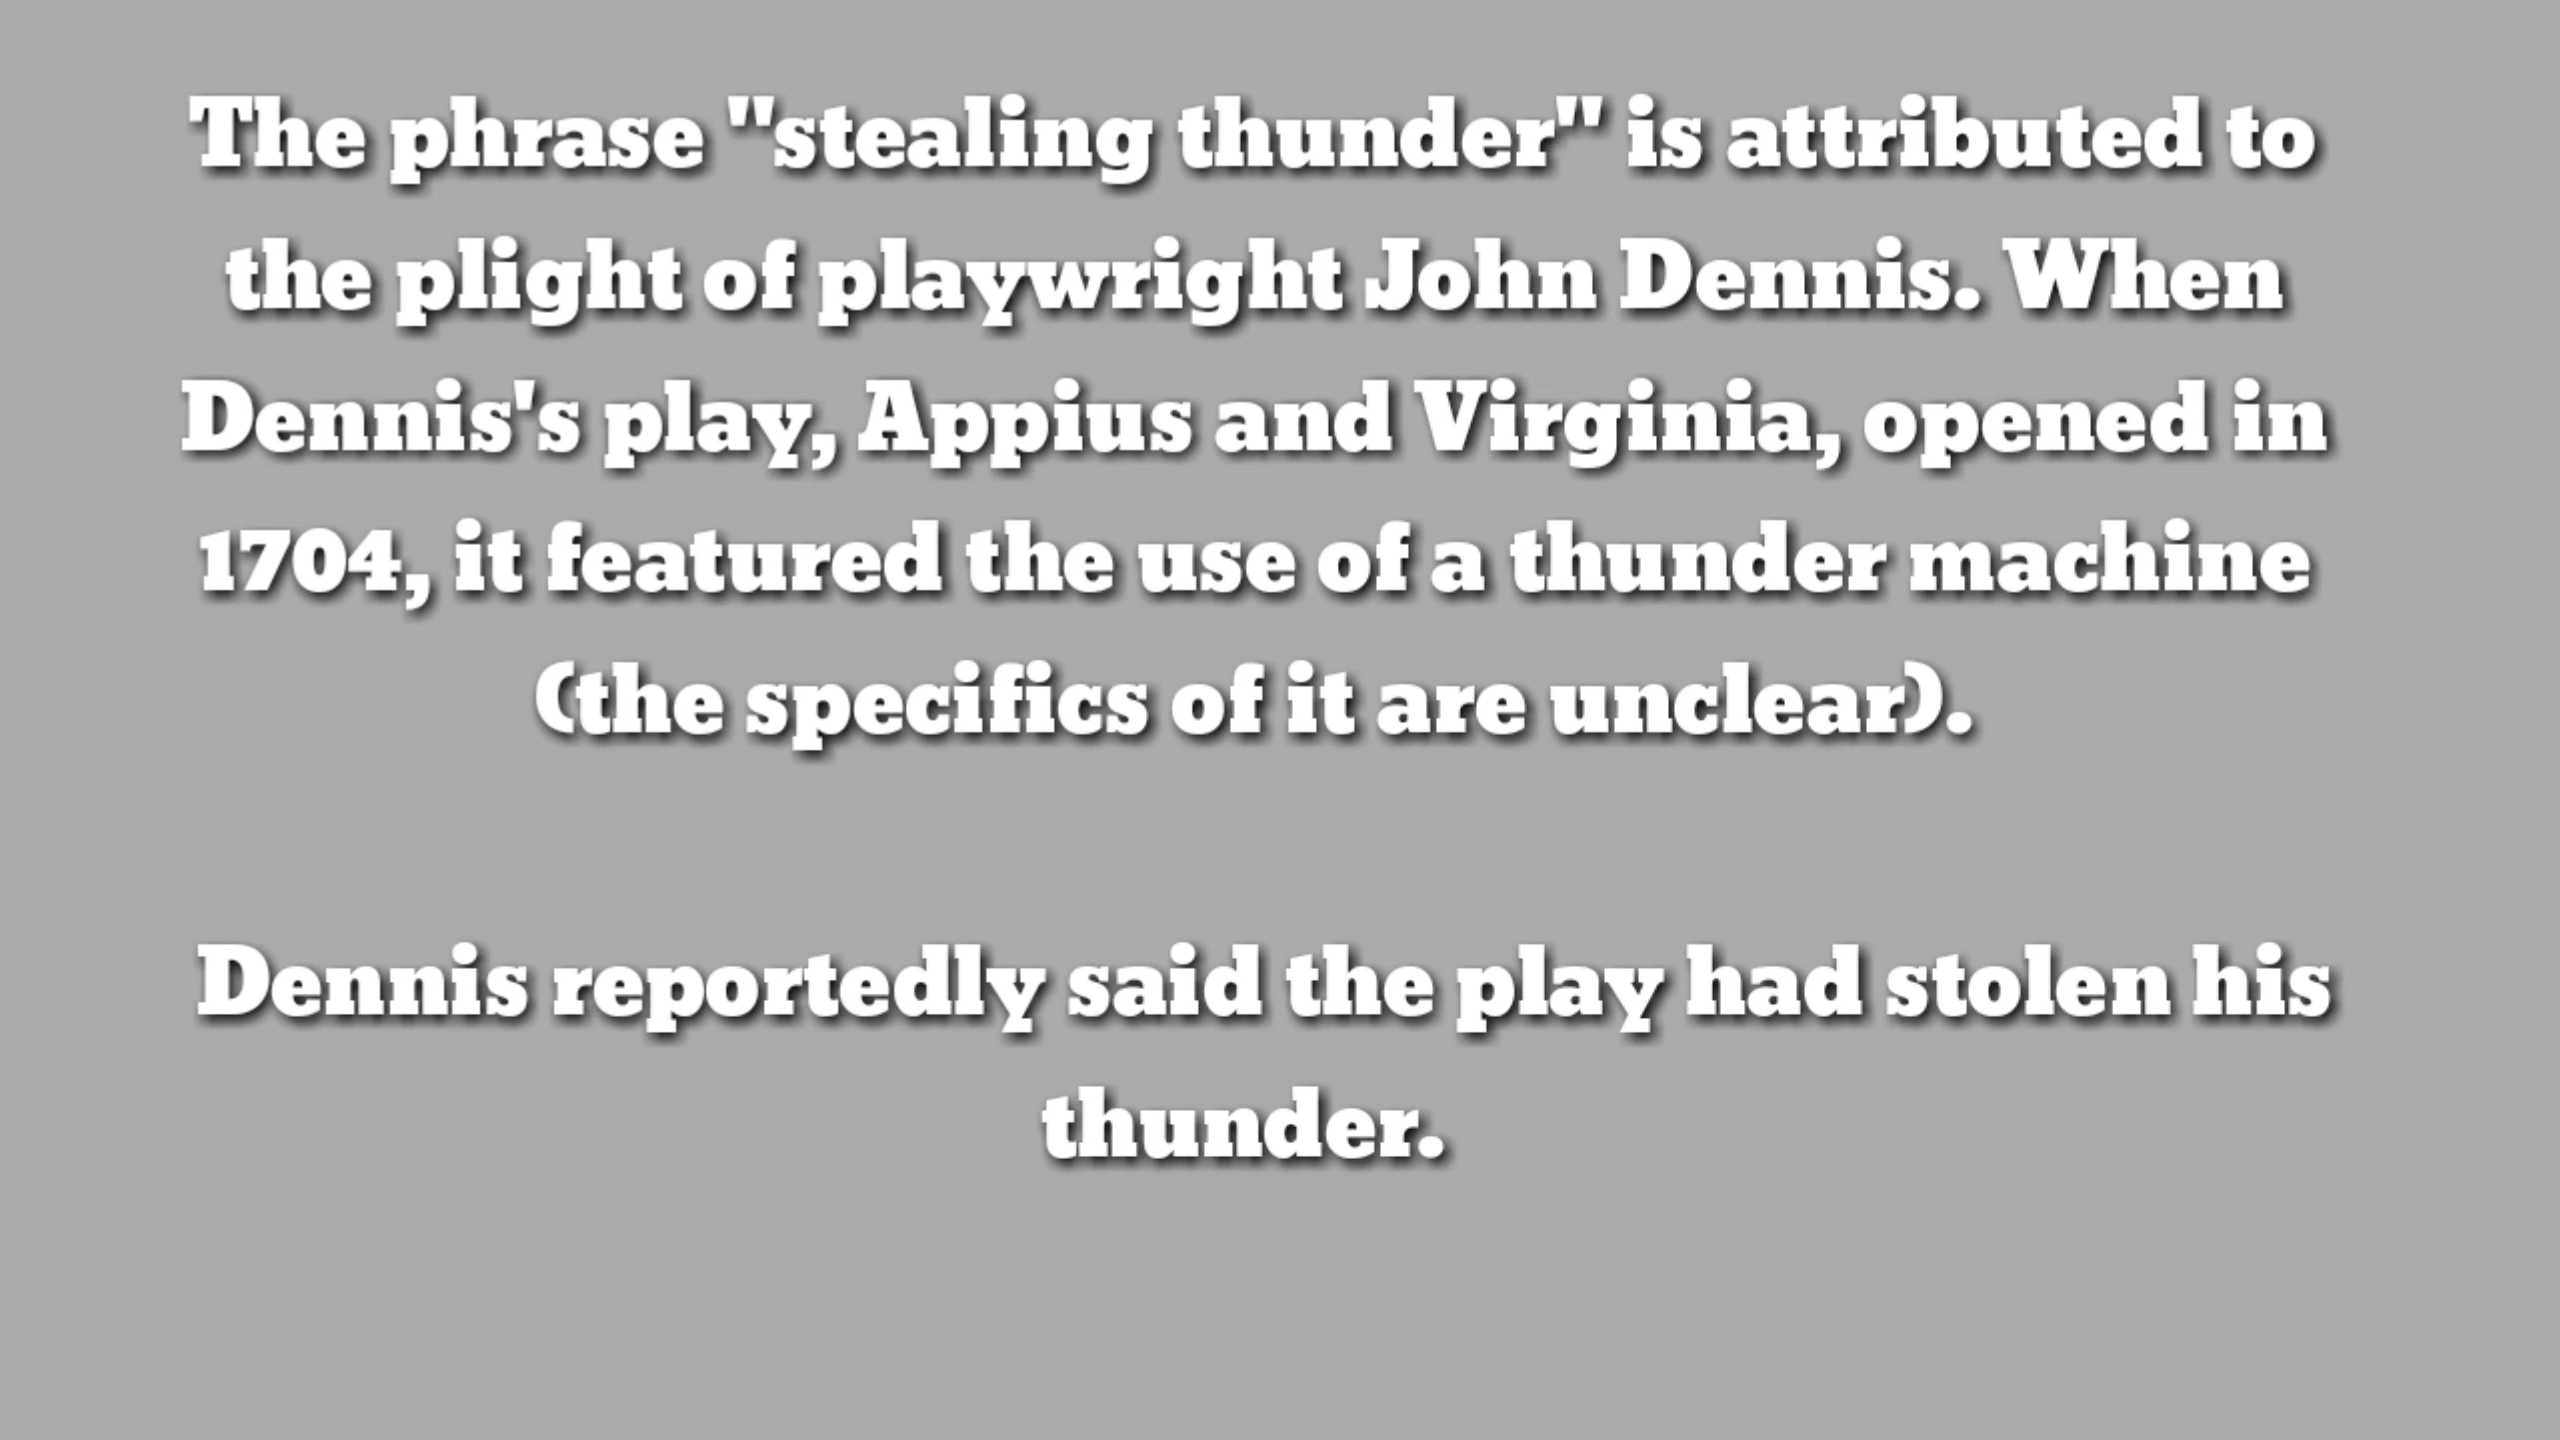 The phrase "stealing thunder" is attributed to
the plight of playwright John Dennis. When
Dennis's play, Appius and Virginia, opened in
1704, it featured the use of a thunder machine
(the specifics of it are unclear).
Dennis reportedly said the play had stolen his
thunder.